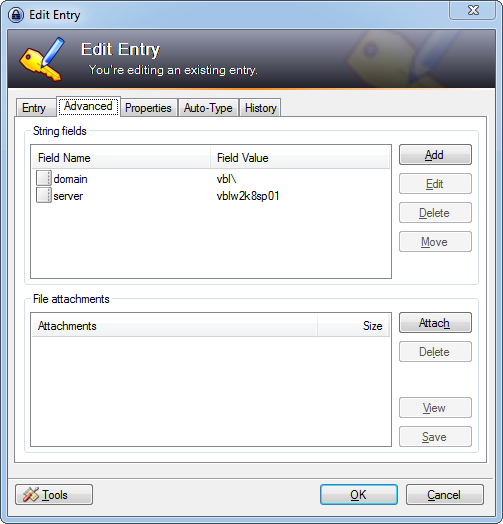 Edit Entry
Edit Entry
You're editing an existing entry.
Entry Advanced Properties Auto-Type History
String fields
Field Name Field Value
domain vbl\
server vblw2k8sp01
Add
Edit
Delete
Move
File attachments
Attachments Size
Attach
Delete
View
Save
Tools OK Cancel